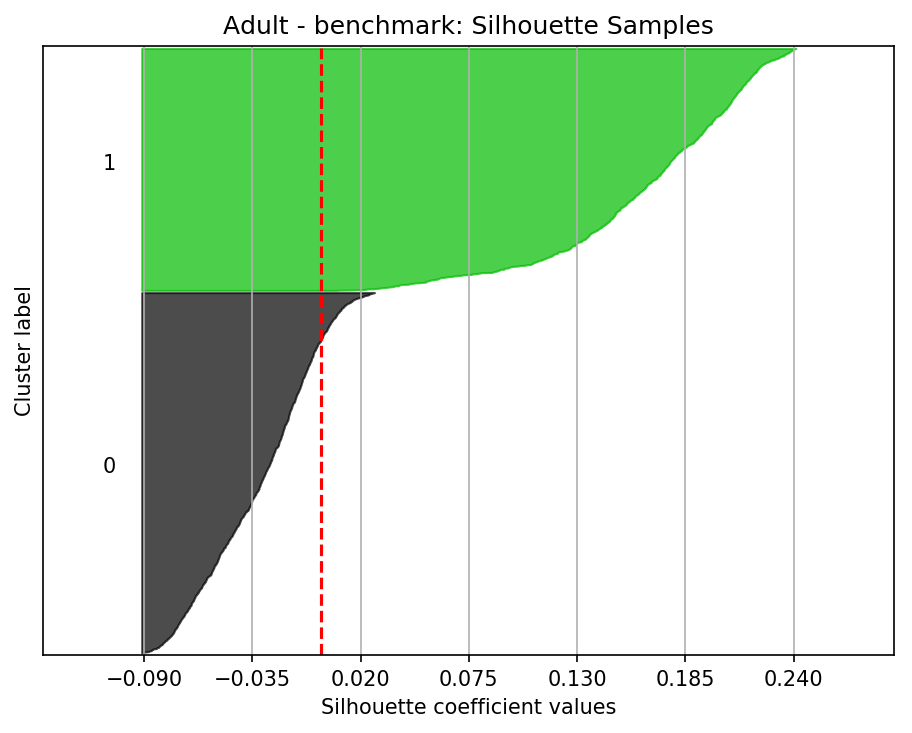 Adult - benchmark: Silhouette Samples
1
0
Cluster label
−0.090 −0.035 0.020 0.075 0.130 0.185 0.240
Silhouette coefficient values